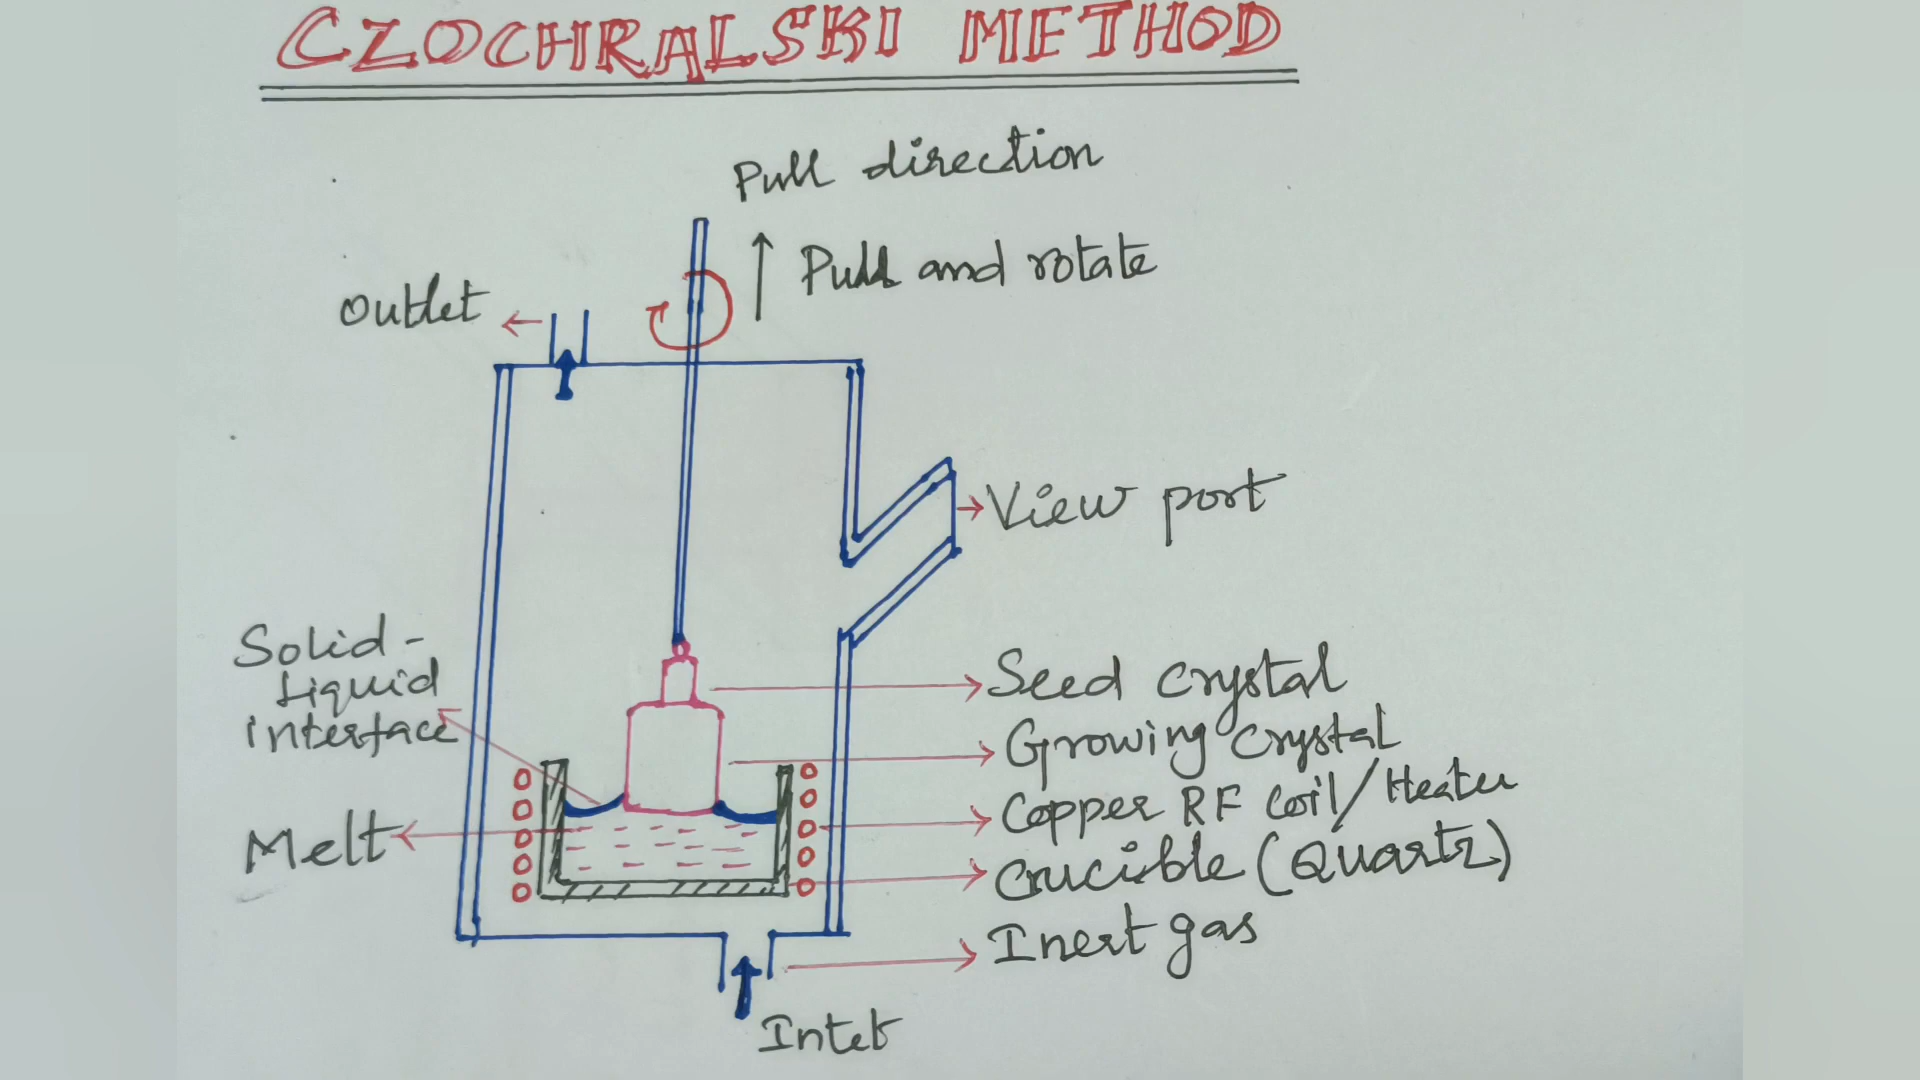 CZOCHRALSKI METHOD
Pull direction
Pull and rotate
Outlet
View port
Solid-
Liquid
interface
Seed crystal
Growing crystal
Copper RF Coil/Heater
Melt
Crucible (Quartz)
Inert gas
Intet